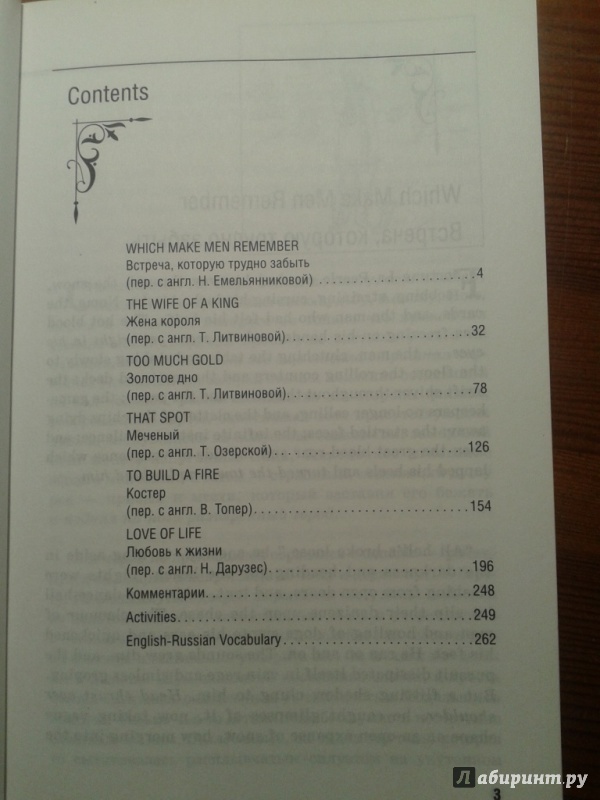 Contents
WHICH MAKE MEN REMEMBER
Встреча, которую трудно забыть
(пер. с англ. Н. Емельянниковой) 4
THE WIFE OF A KING
Жена короля
(пер. с англ. Т. Литвиновой) 32
TOO MUCH GOLD
Золотое дно
(пер. с англ. Т. Литвиновой) 78
THAT SPOT
Меченый
(пер. с англ. Т. Озерской) 126
TO BUILD A FIRE
Костер
(пер. с англ. В. Топер) 154
LOVE OF LIFE
Любовь к жизни
(пер. с англ. Н. Дарузес) 196
Комментарии 248
Activities 249
English-Russian Vocabulary 262
3
Лабиринт.ру